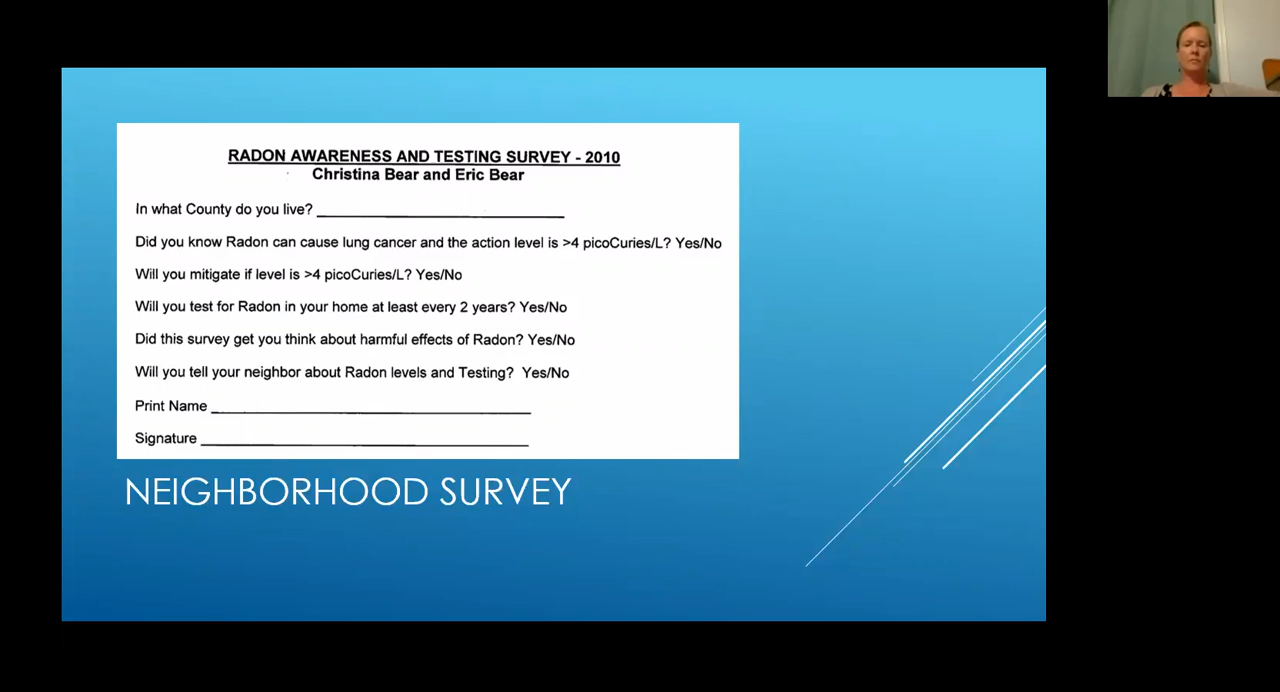 RADON AWARENESS AND TESTING SURVEY - 2010
Christina Bear and Eric Bear
In what County do you live?
Did you know Radon can cause lung cancer and the action level is >4 picoCuries/L? Yes/No
Will you mitigate if level is >4 picoCuries/L? Yes/No
Will you test for Radon in your home at least every 2 years? Yes/No
Did this survey get you think about harmful effects of Radon? Yes/No
Will you tell your neighbor about Radon levels and Testing? Yes/No
Print Name
Signature
NEIGHBORHOOD SURVEY